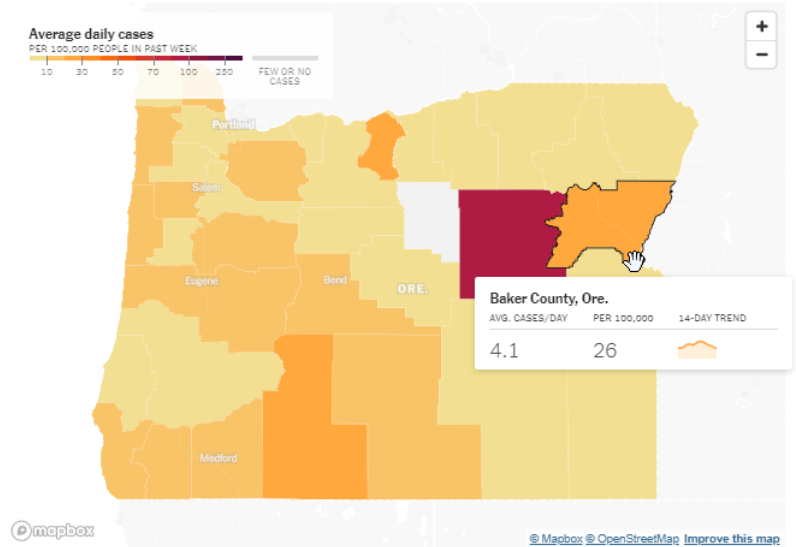 Average daily cases
PER 100,000 PEOPLE IN PAST WEEK
10 30 50 70 100 250
FEW OR NO
CASES
+
−
Portland
Salem
Eugene
Bend
ORE.
Medford
Baker County, Ore.
AVG. CASES/DAY PER 100,000 14-DAY TREND
4.1 26
mapbox
© Mapbox © OpenStreetMap Improve this map